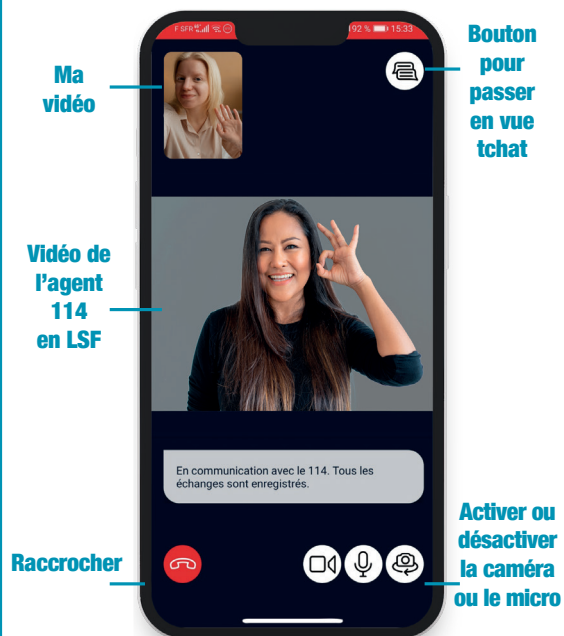 F SFR
92 % 15.33
Ma
vidéo
Bouton
pour
passer
en vue
tchat
Vidéo de
l’agent
114
en LSF
En communication avec le 114. Tous les
échanges sont enregistrés.
Raccrocher
Activer ou
désactiver
la caméra
ou le micro